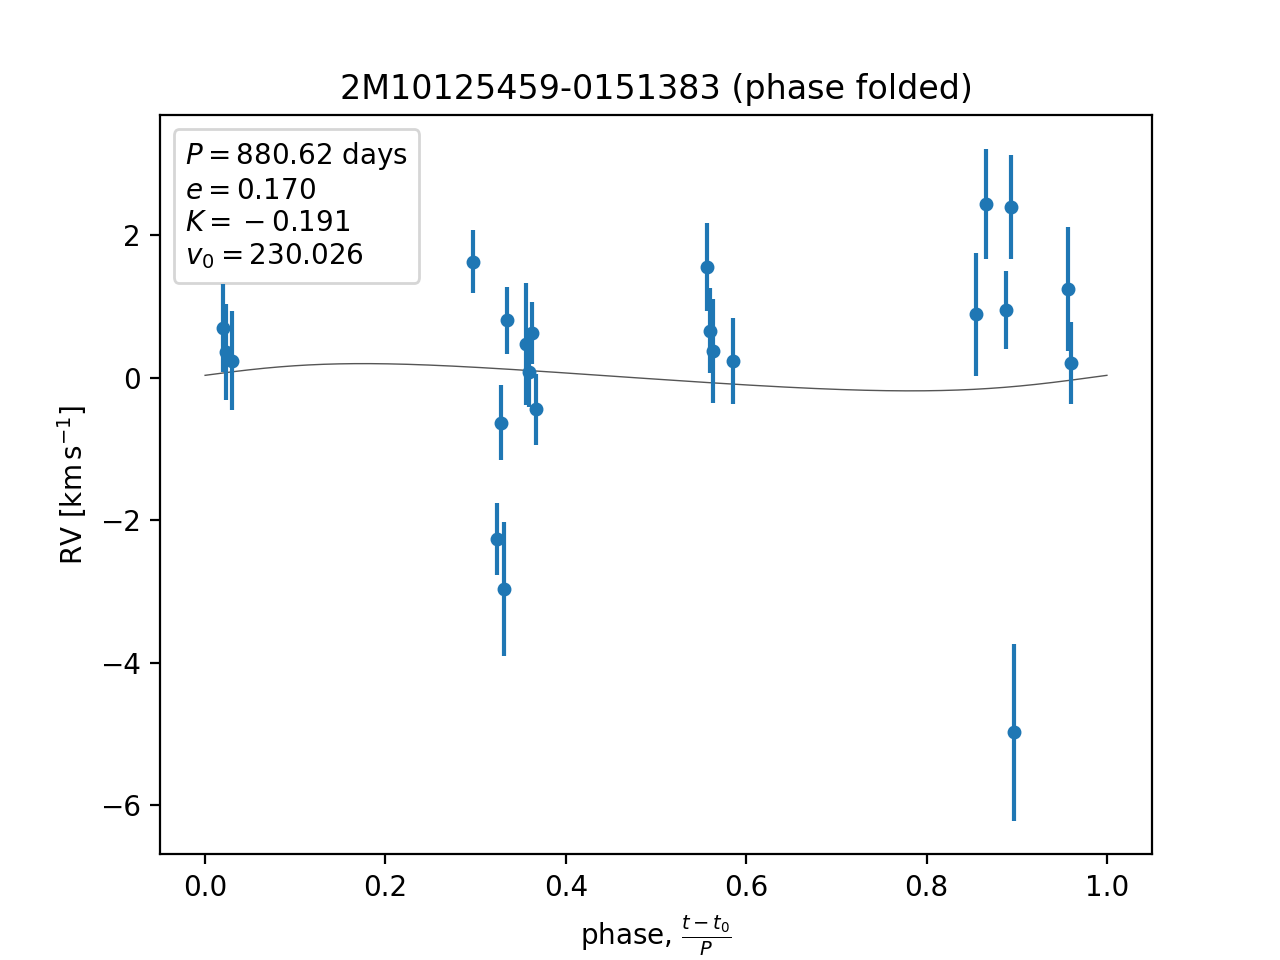 2M10125459-0151383 (phase folded)
P = 880.62 days
e = 0.170
K = −0.191
v₀ = 230.026
2
0
−2
−4
−6
RV [km s⁻¹]
0.0 0.2 0.4 0.6 0.8 1.0
phase, (t − t₀)/P